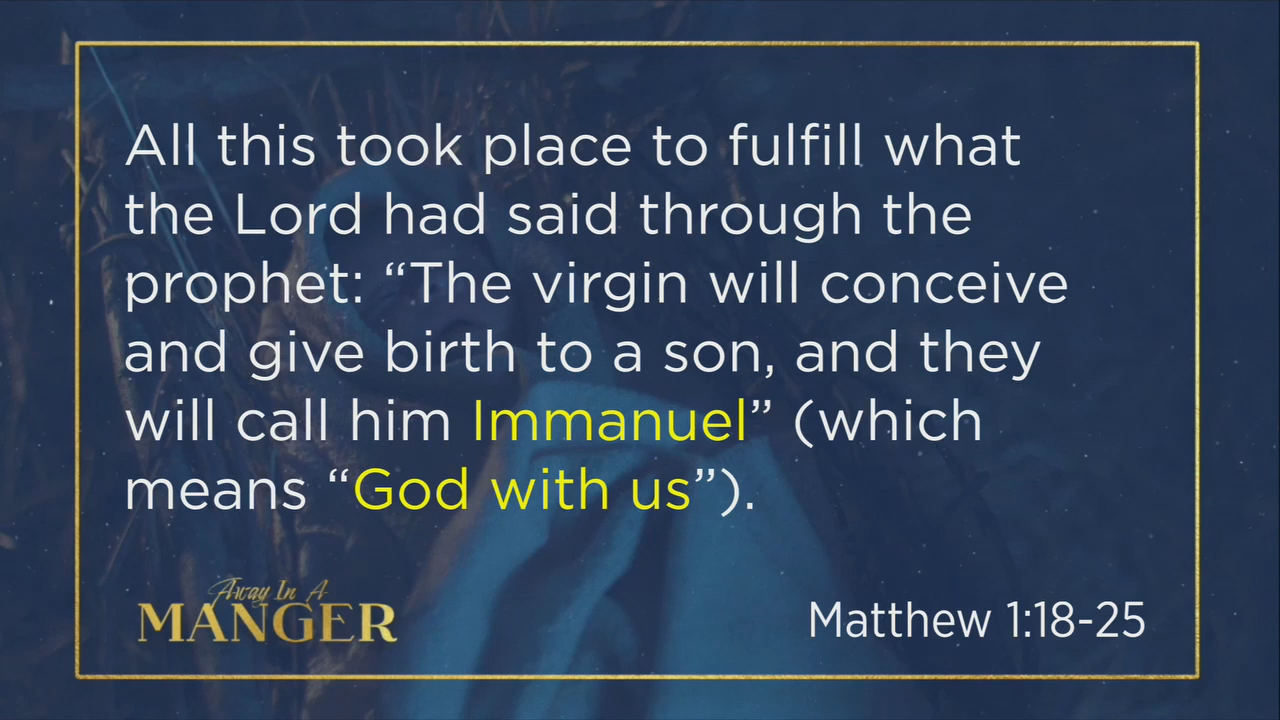 All this took place to fulfill what
the Lord had said through the
prophet: “The virgin will conceive
and give birth to a son, and they
will call him Immanuel” (which
means “God with us”).
Away In A
MANGER
Matthew 1:18-25